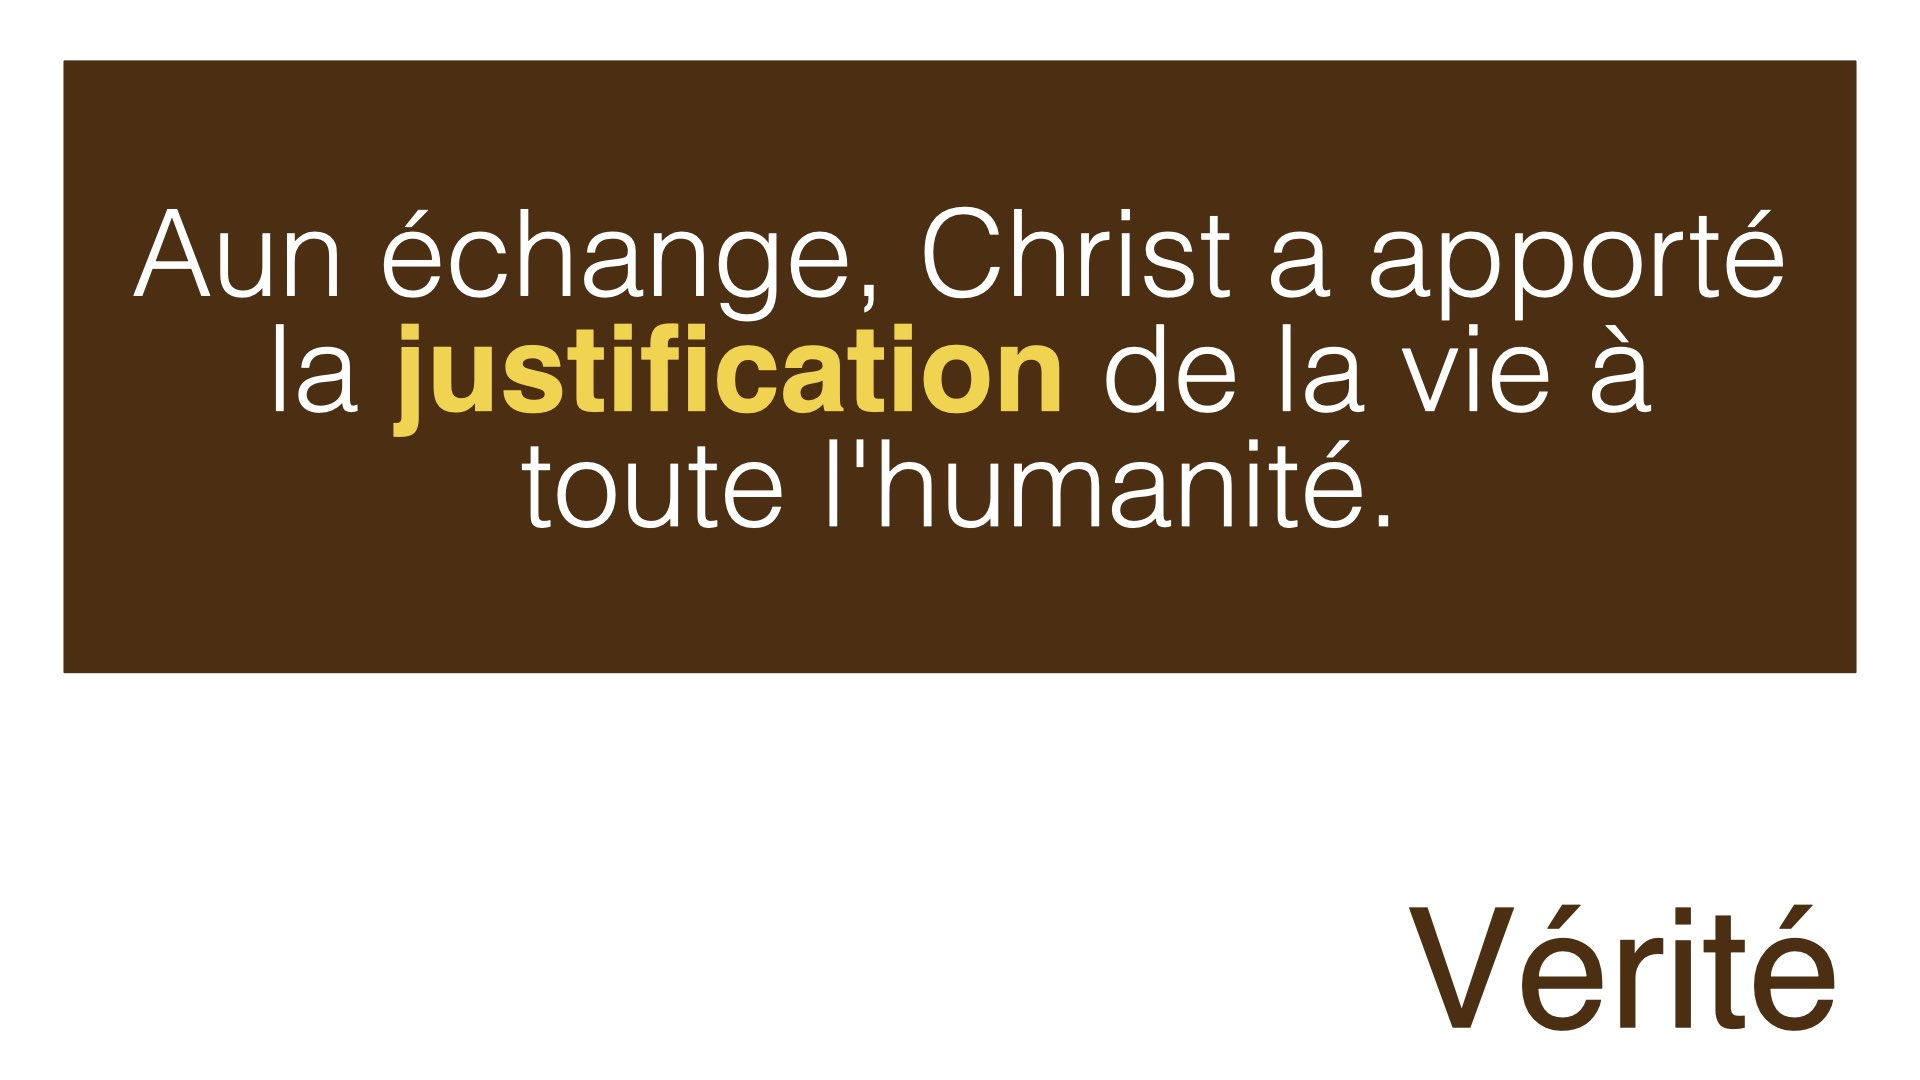 Aun échange, Christ a apporté
la justification de la vie à
toute l'humanité.
Vérité